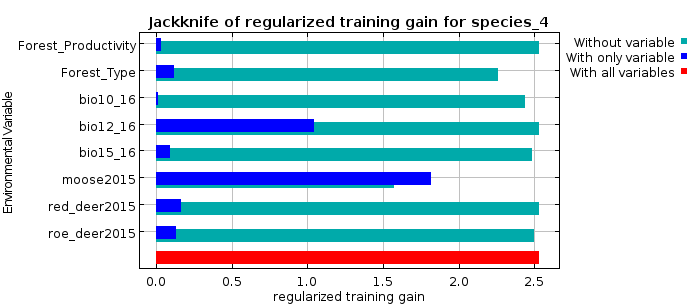 Jackknife of regularized training gain for species_4
Without variable
With only variable
With all variables
Environmental Variable
Forest_Productivity
Forest_Type
bio10_16
bio12_16
bio15_16
moose2015
red_deer2015
roe_deer2015
0.0 0.5 1.0 1.5 2.0 2.5
regularized training gain